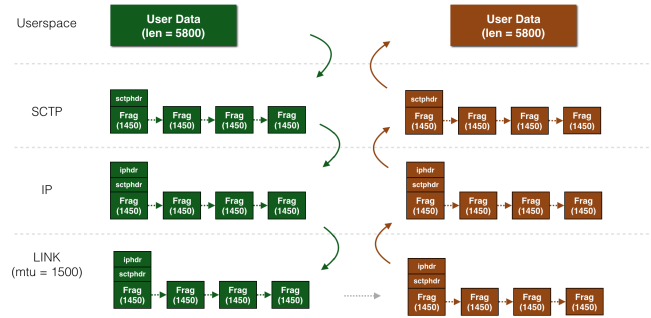 Userspace
User Data
(len = 5800)
User Data
(len = 5800)
SCTP
sctphdr
Frag
(1450)
Frag
(1450)
Frag
(1450)
Frag
(1450)
sctphdr
Frag
(1450)
Frag
(1450)
Frag
(1450)
Frag
(1450)
IP
iphdr
sctphdr
Frag
(1450)
Frag
(1450)
Frag
(1450)
Frag
(1450)
iphdr
sctphdr
Frag
(1450)
Frag
(1450)
Frag
(1450)
Frag
(1450)
LINK
(mtu = 1500)
iphdr
sctphdr
Frag
(1450)
Frag
(1450)
Frag
(1450)
Frag
(1450)
iphdr
sctphdr
Frag
(1450)
Frag
(1450)
Frag
(1450)
Frag
(1450)